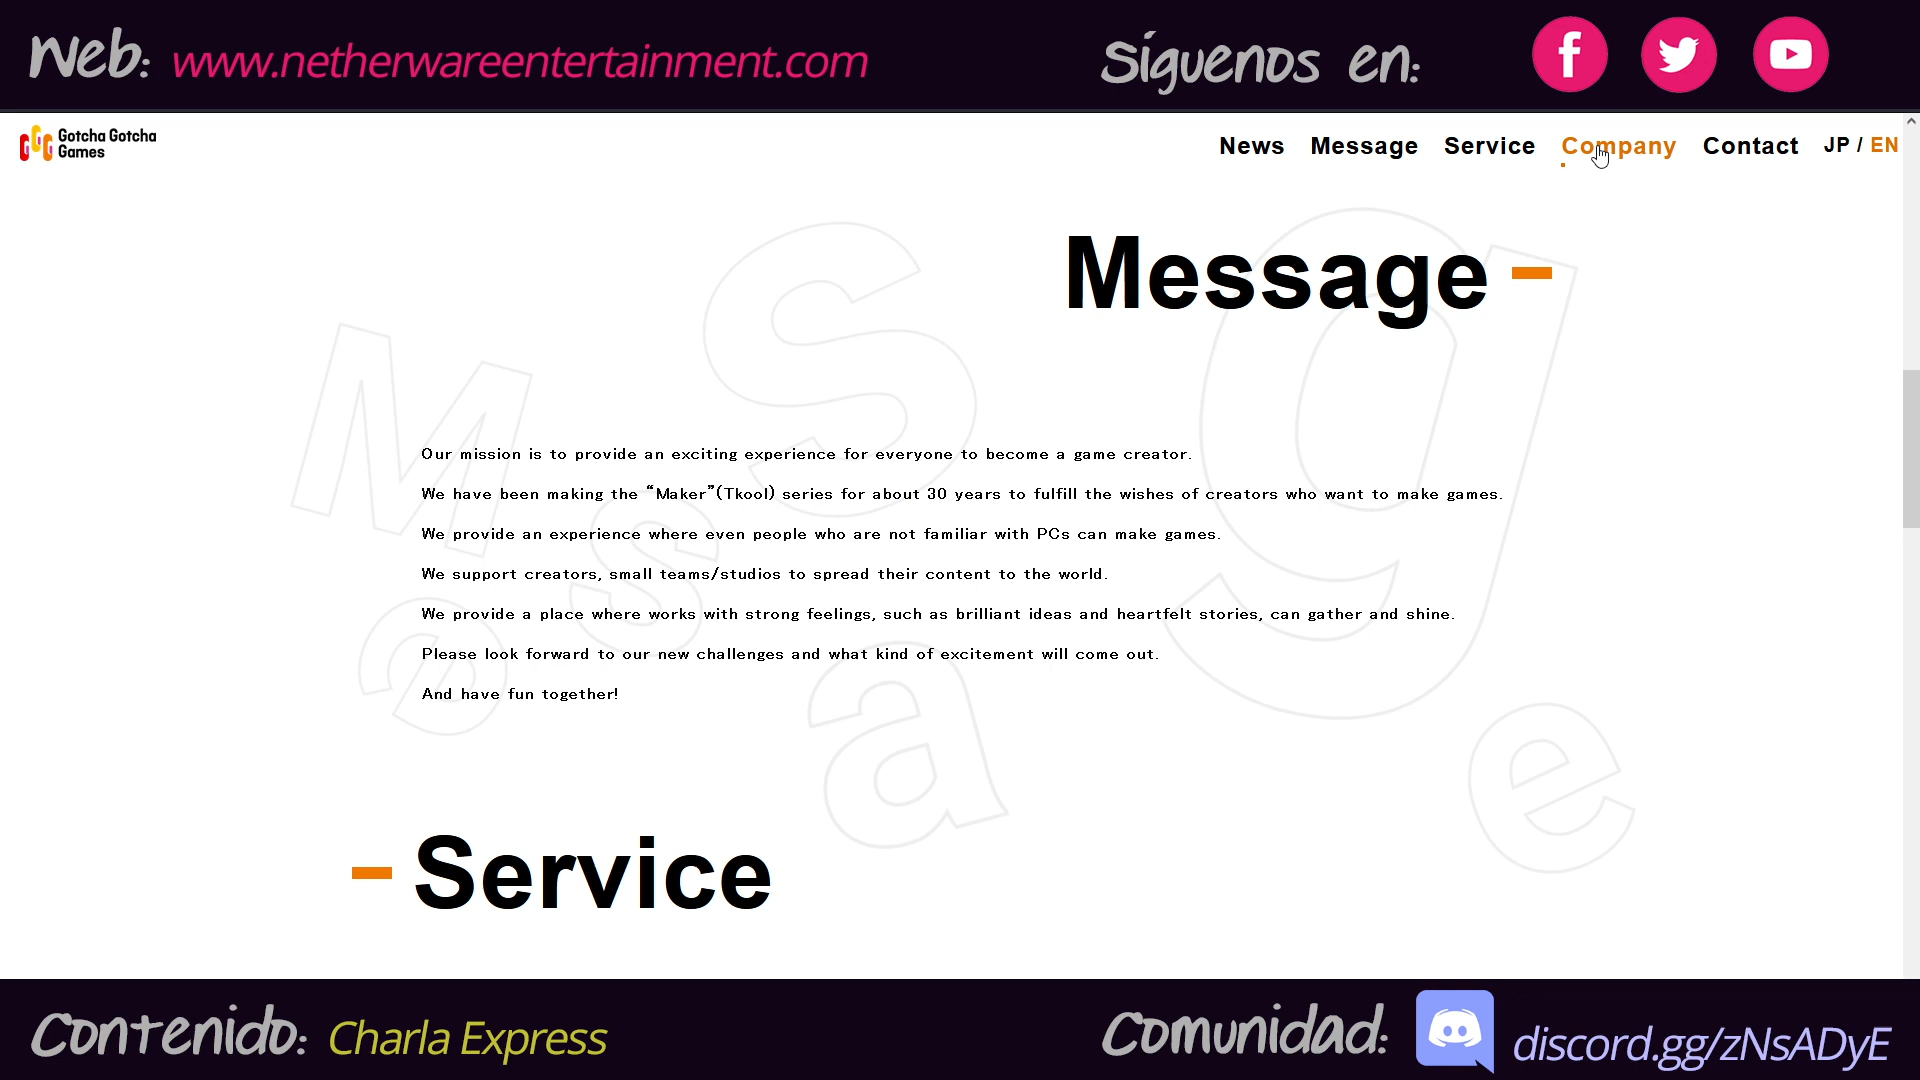 Web: www.netherwareentertainment.com
Síguenos en:
Gotcha Gotcha
Games
News Message Service Company Contact JP / EN
Message
Our mission is to provide an exciting experience for everyone to become a game creator.
We have been making the “Maker”(Tkool) series for about 30 years to fulfill the wishes of creators who want to make games.
We provide an experience where even people who are not familiar with PCs can make games.
We support creators, small teams/studios to spread their content to the world.
We provide a place where works with strong feelings, such as brilliant ideas and heartfelt stories, can gather and shine.
Please look forward to our new challenges and what kind of excitement will come out.
And have fun together!
Message
Service
Contenido: Charla Express
Comunidad: discord.gg/zNsADyE